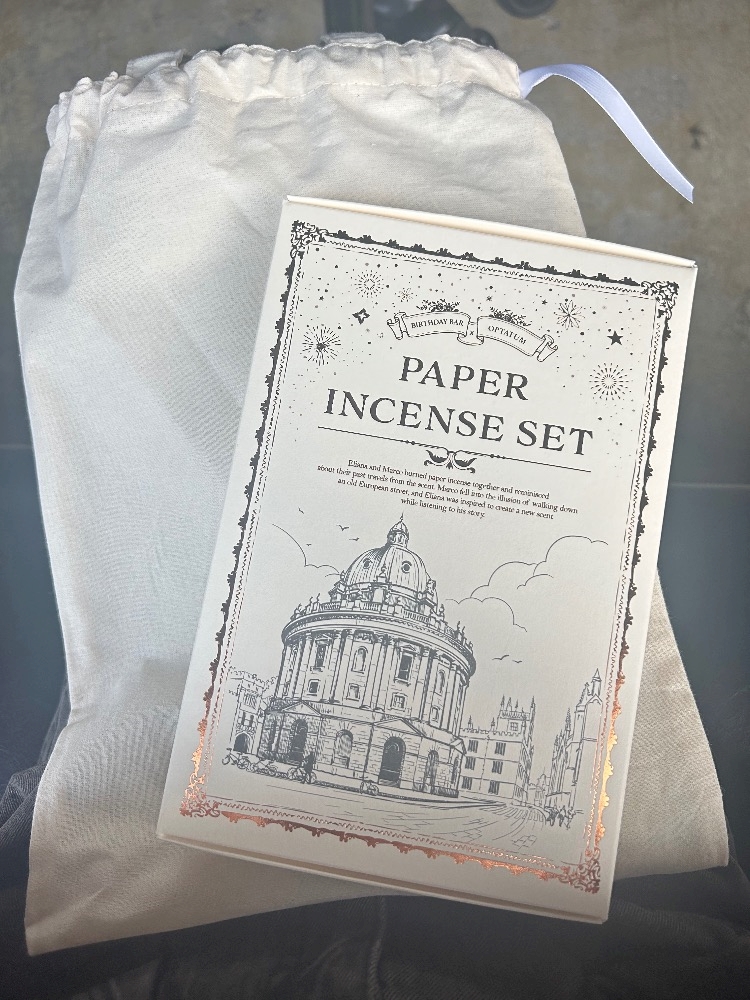 BIRTHDAY BAR x OPTATUM
PAPER
INCENSE SET
Eliana and Marco burned paper incense together and reminisced
about their past travels from the scent. Marco fell into the illusion of walking down
an old European street, and Eliana was inspired to create a new scent
while listening to his story.